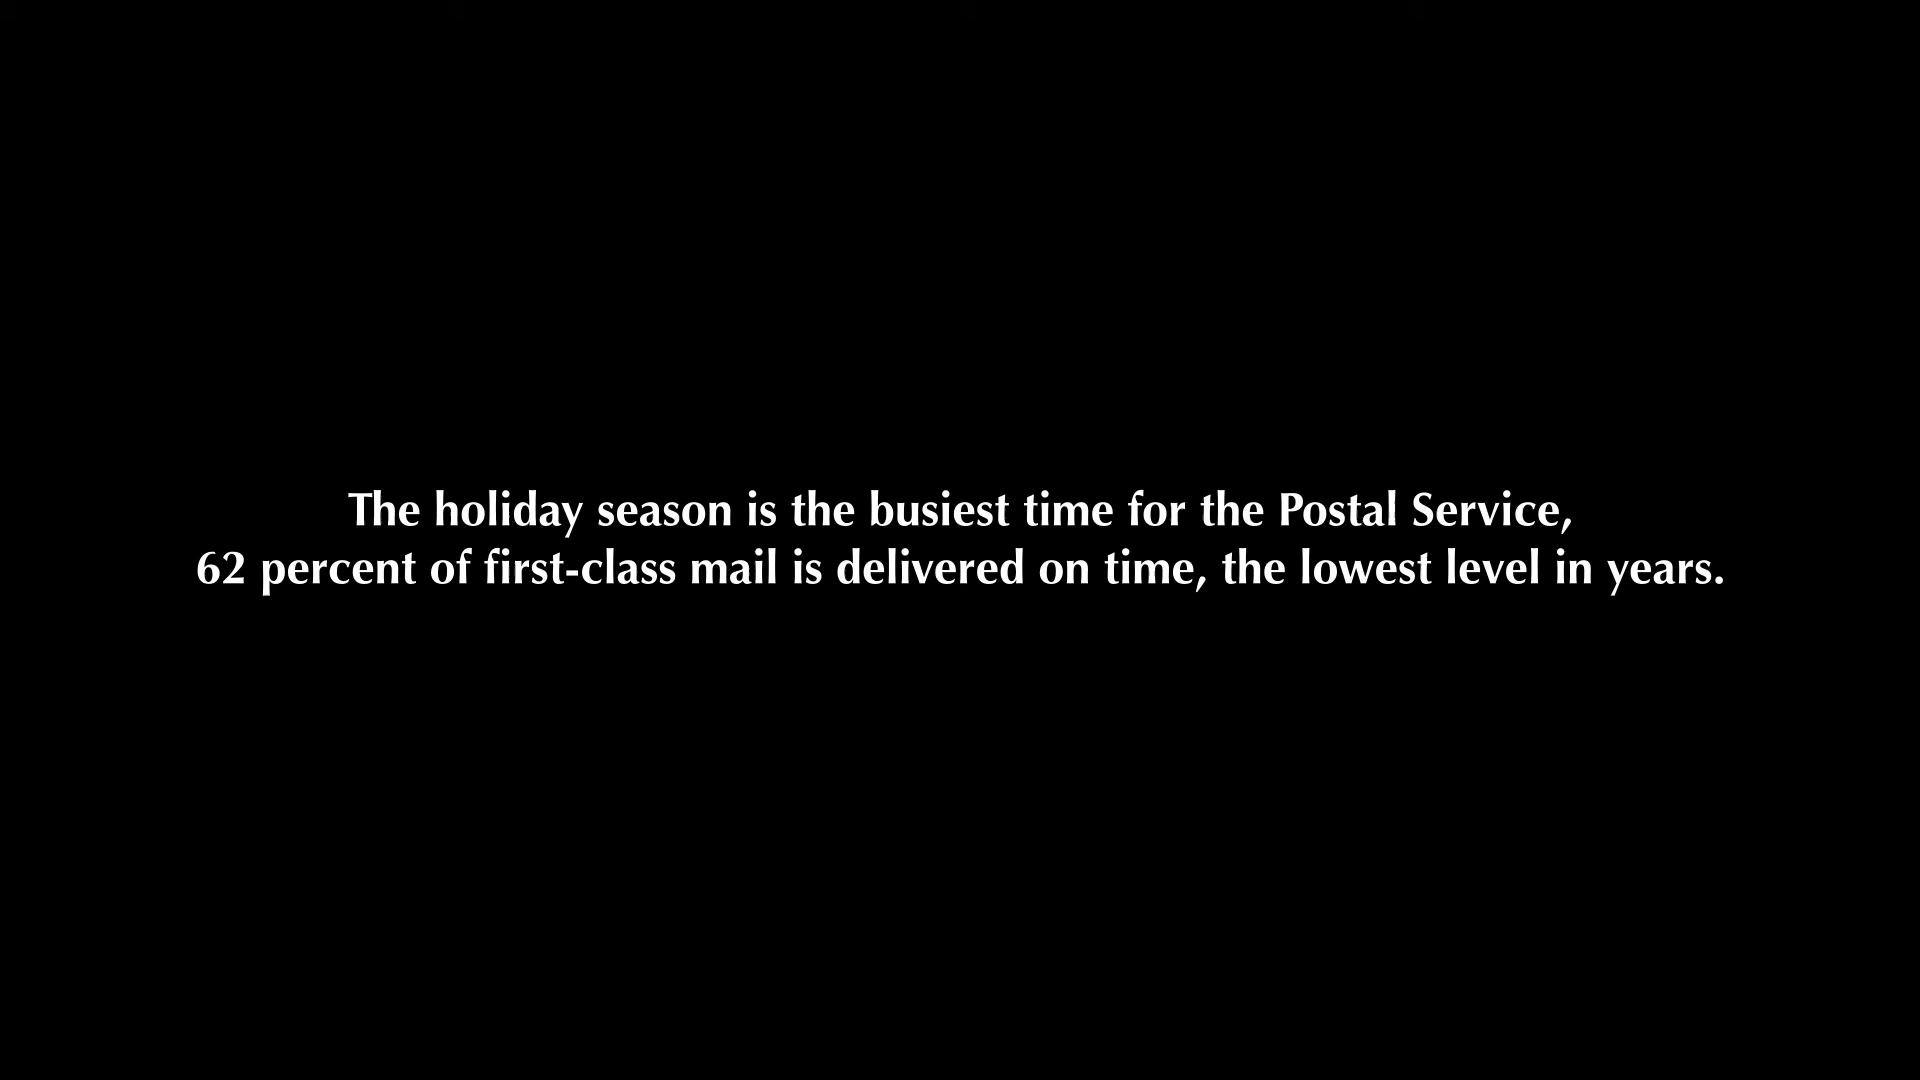 The holiday season is the busiest time for the Postal Service,
62 percent of first-class mail is delivered on time, the lowest level in years.